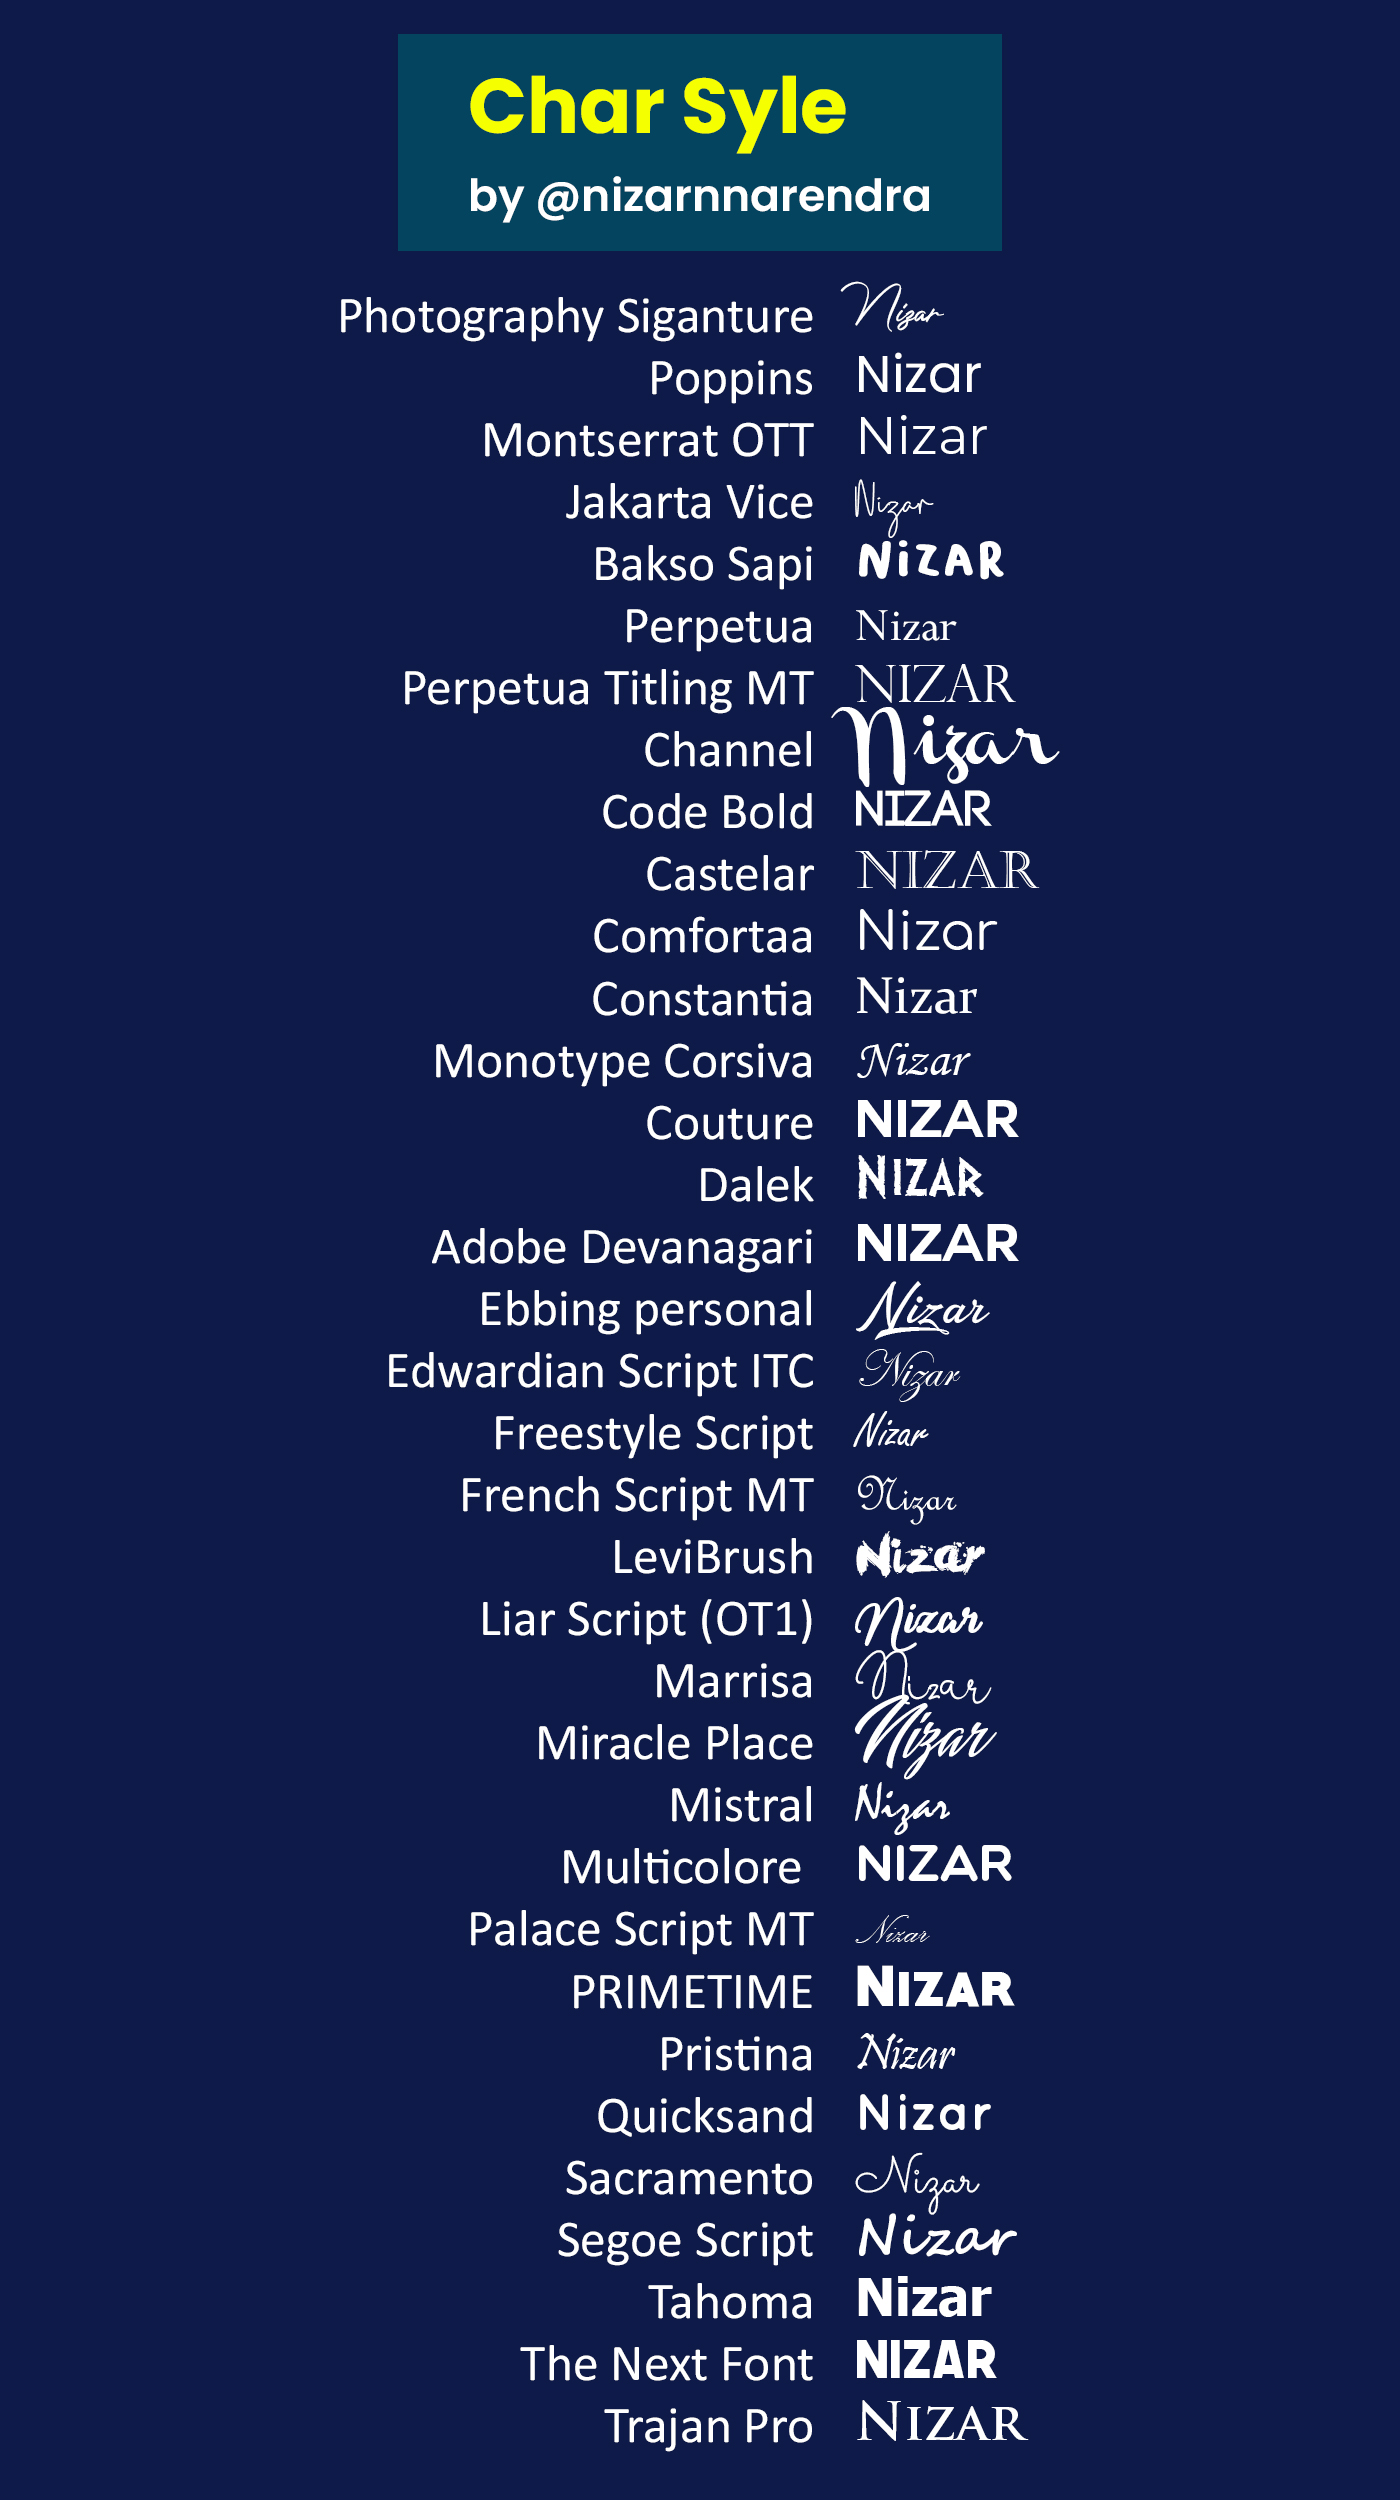 Char Syle
by @nizarnnarendra
Photography Siganture Nizar
Poppins Nizar
Montserrat OTT Nizar
Jakarta Vice Nizar
Bakso Sapi NiZAR
Perpetua Nizar
Perpetua Titling MT NIZAR
Channel Nizar
Code Bold NIZAR
Castelar NIZAR
Comfortaa Nizar
Constantia Nizar
Monotype Corsiva Nizar
Couture NIZAR
Dalek NIZAR
Adobe Devanagari NIZAR
Ebbing personal Nizar
Edwardian Script ITC Nizar
Freestyle Script Nizar
French Script MT Nizar
LeviBrush Nizar
Liar Script (OT1) Nizar
Marrisa Nizar
Miracle Place Nizar
Mistral Nizar
Multicolore NIZAR
Palace Script MT Nizar
PRIMETIME NIZAR
Pristina Nizar
Quicksand Nizar
Sacramento Nizar
Segoe Script Nizar
Tahoma Nizar
The Next Font NIZAR
Trajan Pro NIZAR